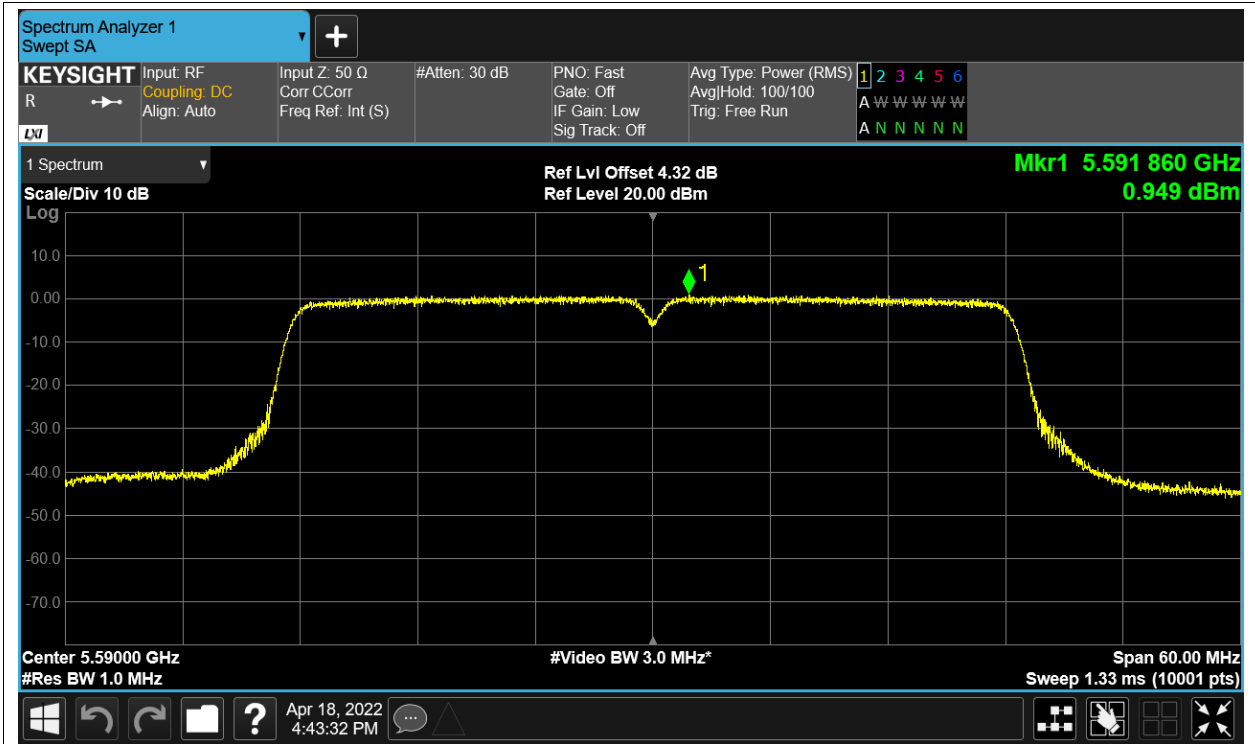 Spectrum Analyzer 1
Swept SA
KEYSIGHT
R
LXI
Input: RF
Coupling: DC
Align: Auto
Input Z: 50 Ω
Corr CCorr
Freq Ref: Int (S)
#Atten: 30 dB
PNO: Fast
Gate: Off
IF Gain: Low
Sig Track: Off
Avg Type: Power (RMS)
Avg|Hold: 100/100
Trig: Free Run
1 2 3 4 5 6
A W W W W W
A N N N N N
1 Spectrum
Scale/Div 10 dB
Log
Ref Lvl Offset 4.32 dB
Ref Level 20.00 dBm
Mkr1 5.591 860 GHz
0.949 dBm
1
10.0
0.00
-10.0
-20.0
-30.0
-40.0
-50.0
-60.0
-70.0
Center 5.59000 GHz
#Res BW 1.0 MHz
#Video BW 3.0 MHz*
Span 60.00 MHz
Sweep 1.33 ms (10001 pts)
?
Apr 18, 2022
4:43:32 PM